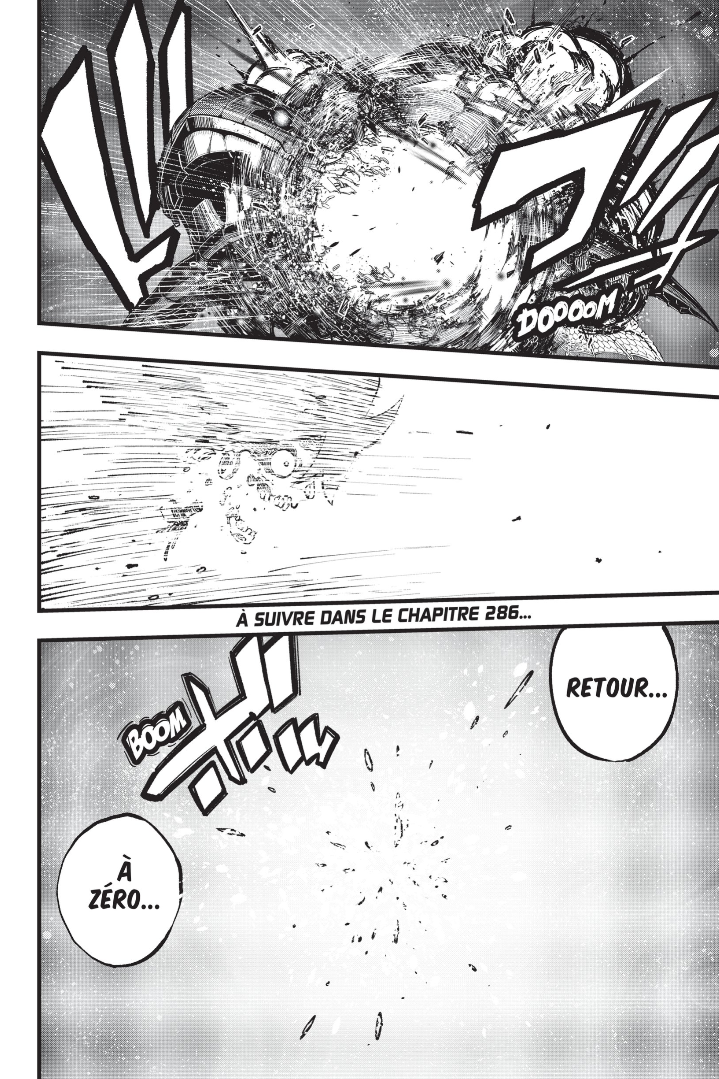 DOOOOM
À SUIVRE DANS LE CHAPITRE 286...
RETOUR...
BOOM
À
ZÉRO...